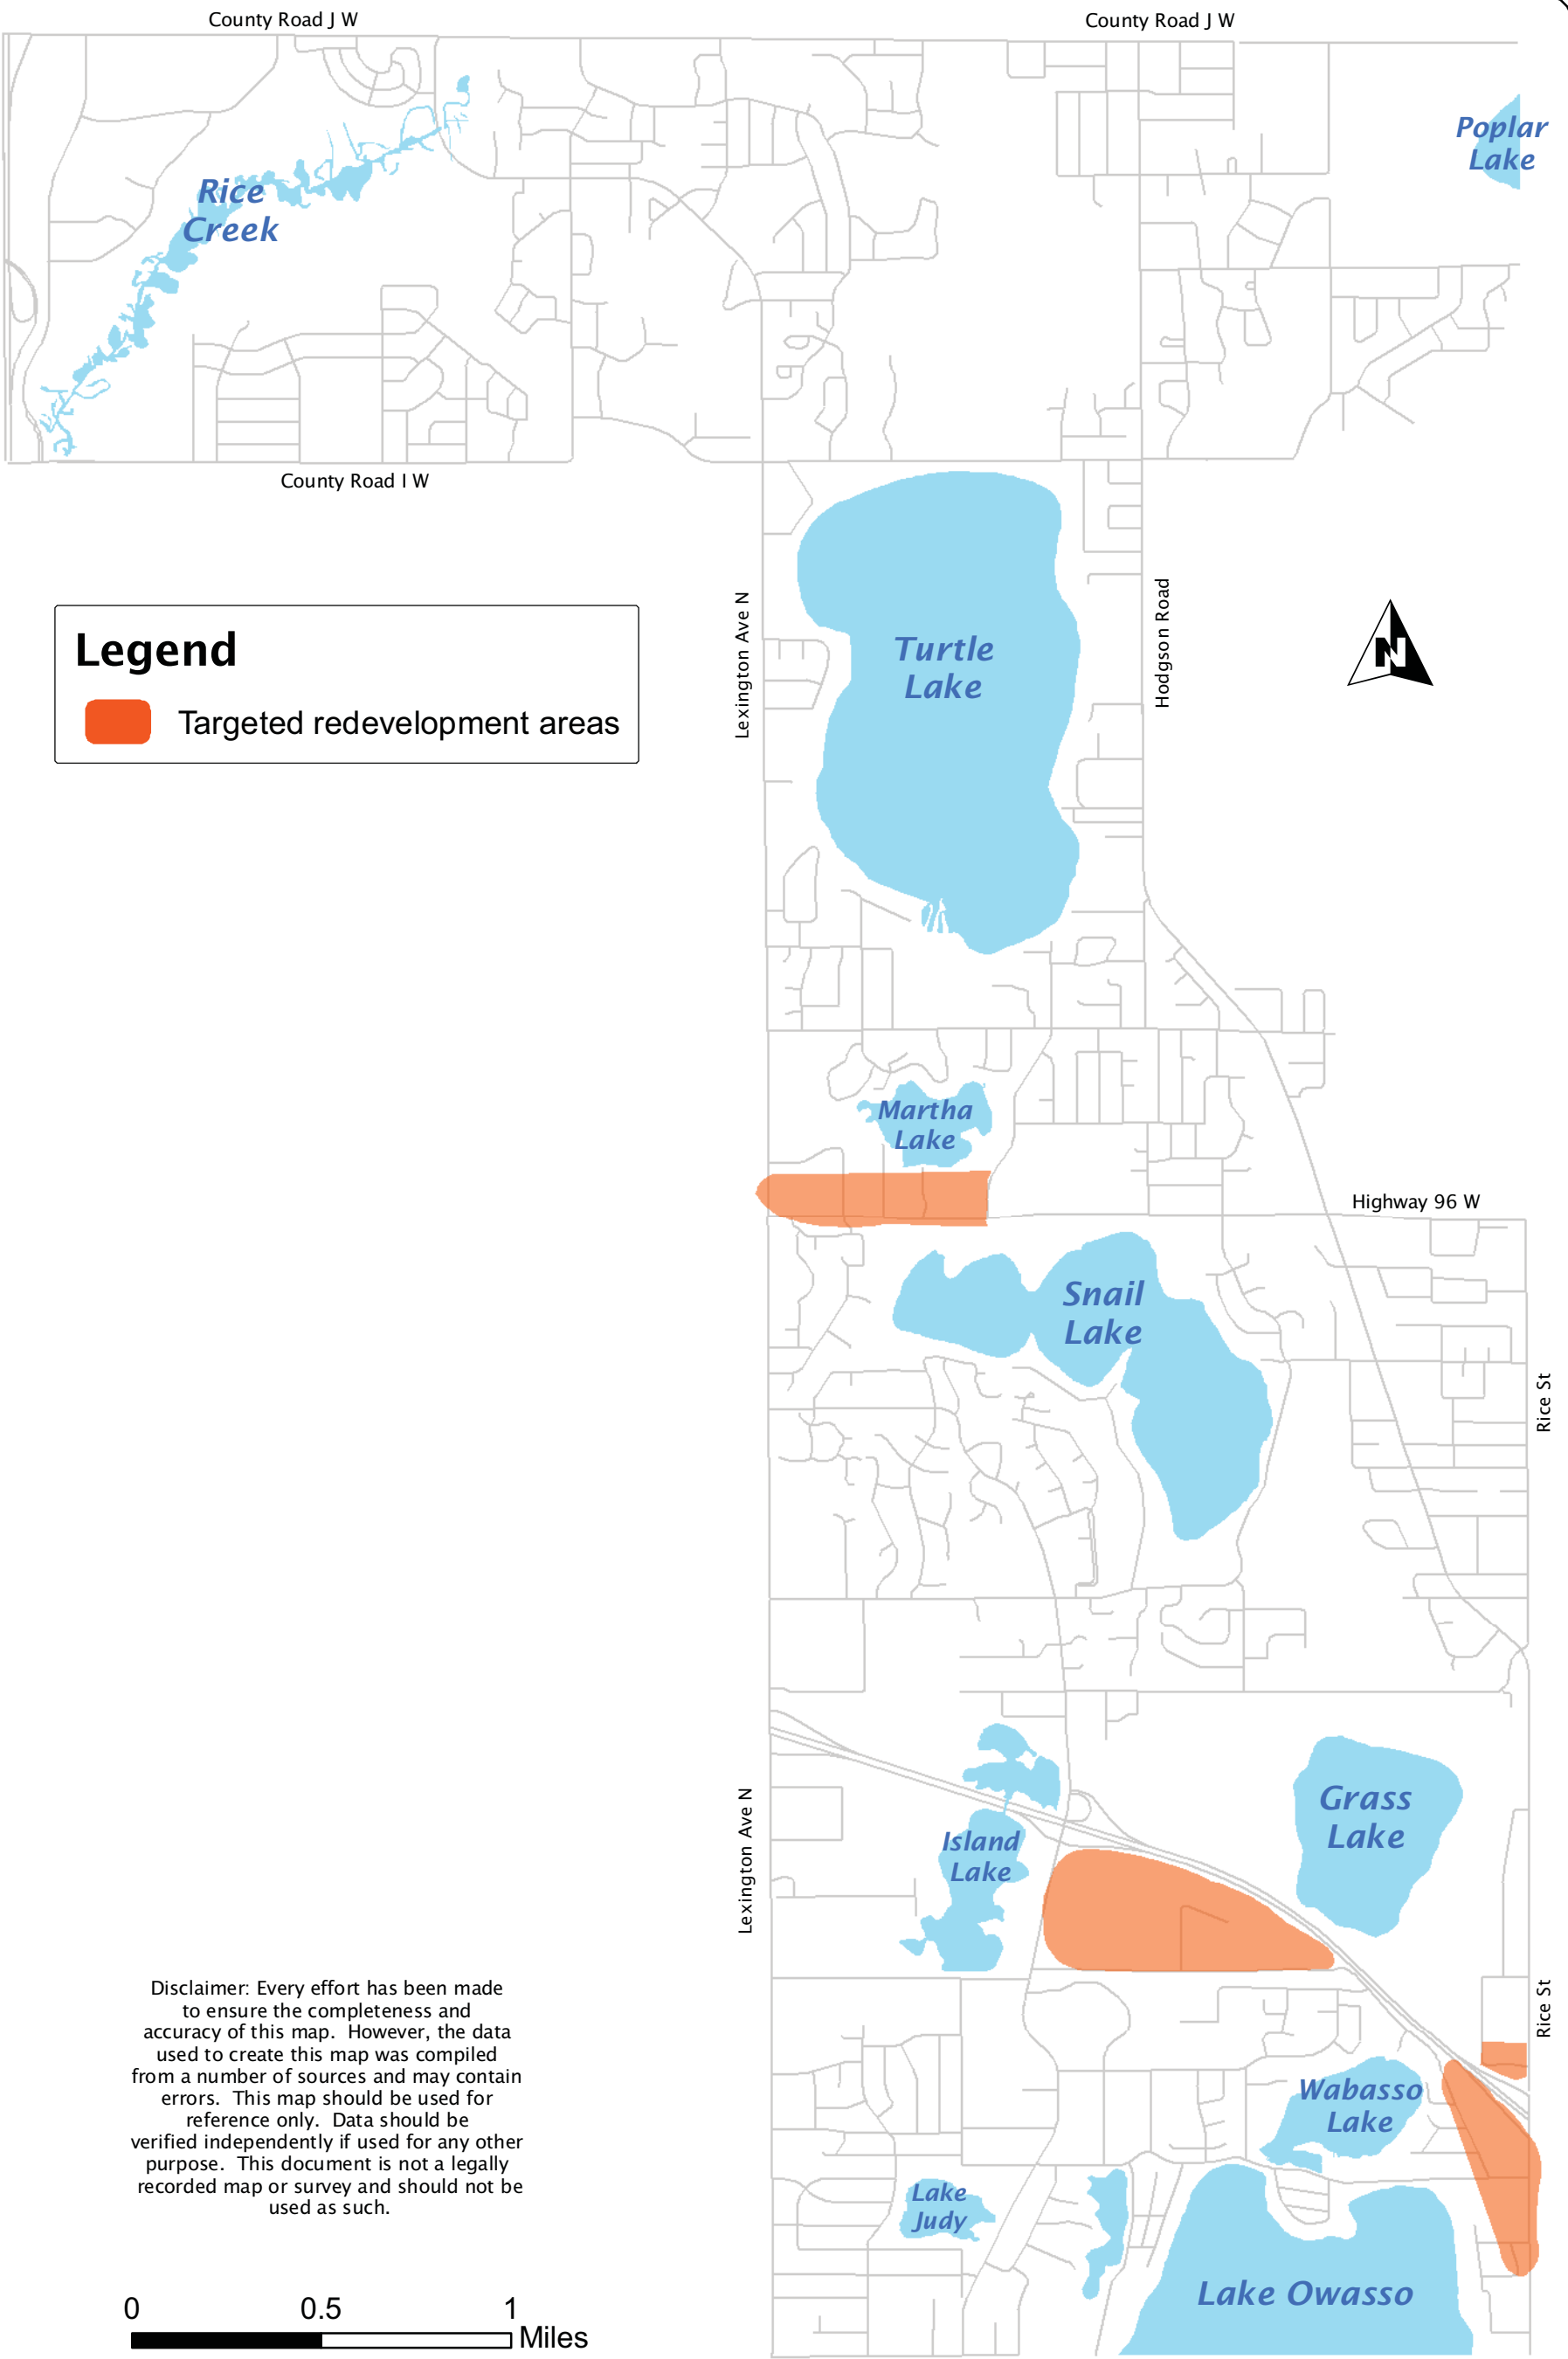 County Road J W
County Road J W
Poplar
Lake
Rice
Creek
County Road I W
Legend
Targeted redevelopment areas
Lexington Ave N
Turtle
Lake
Hodgson Road
N
Martha
Lake
Highway 96 W
Snail
Lake
Rice St
Grass
Lake
Island
Lake
Lexington Ave N
Rice St
Disclaimer: Every effort has been made
to ensure the completeness and
accuracy of this map. However, the data
used to create this map was compiled
from a number of sources and may contain
errors. This map should be used for
reference only. Data should be
verified independently if used for any other
purpose. This document is not a legally
recorded map or survey and should not be
used as such.
Wabasso
Lake
Lake
Judy
Lake Owasso
0 0.5 1
Miles